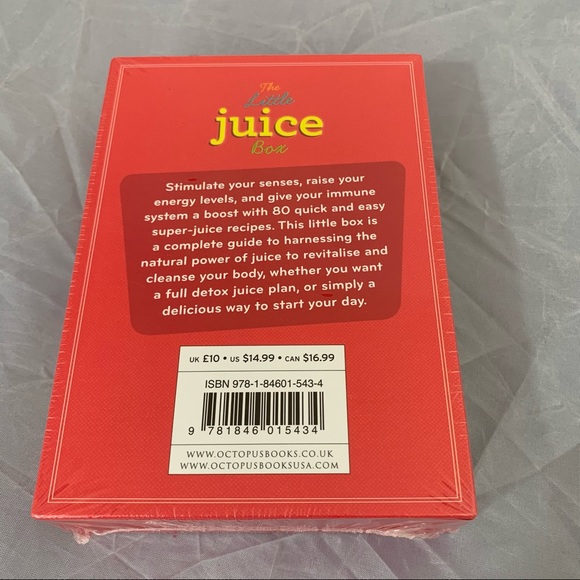 The
Little
juice
Box
Stimulate your senses, raise your
energy levels, and give your immune
system a boost with 80 quick and easy
super-juice recipes. This little box is
a complete guide to harnessing the
natural power of juice to revitalise and
cleanse your body, whether you want
a full detox juice plan, or simply a
delicious way to start your day.
UK £10 • US $14.99 • CAN $16.99
ISBN 978-1-84601-543-4
9 781846 015434
WWW.OCTOPUSBOOKS.CO.UK
WWW.OCTOPUSBOOKSUSA.COM